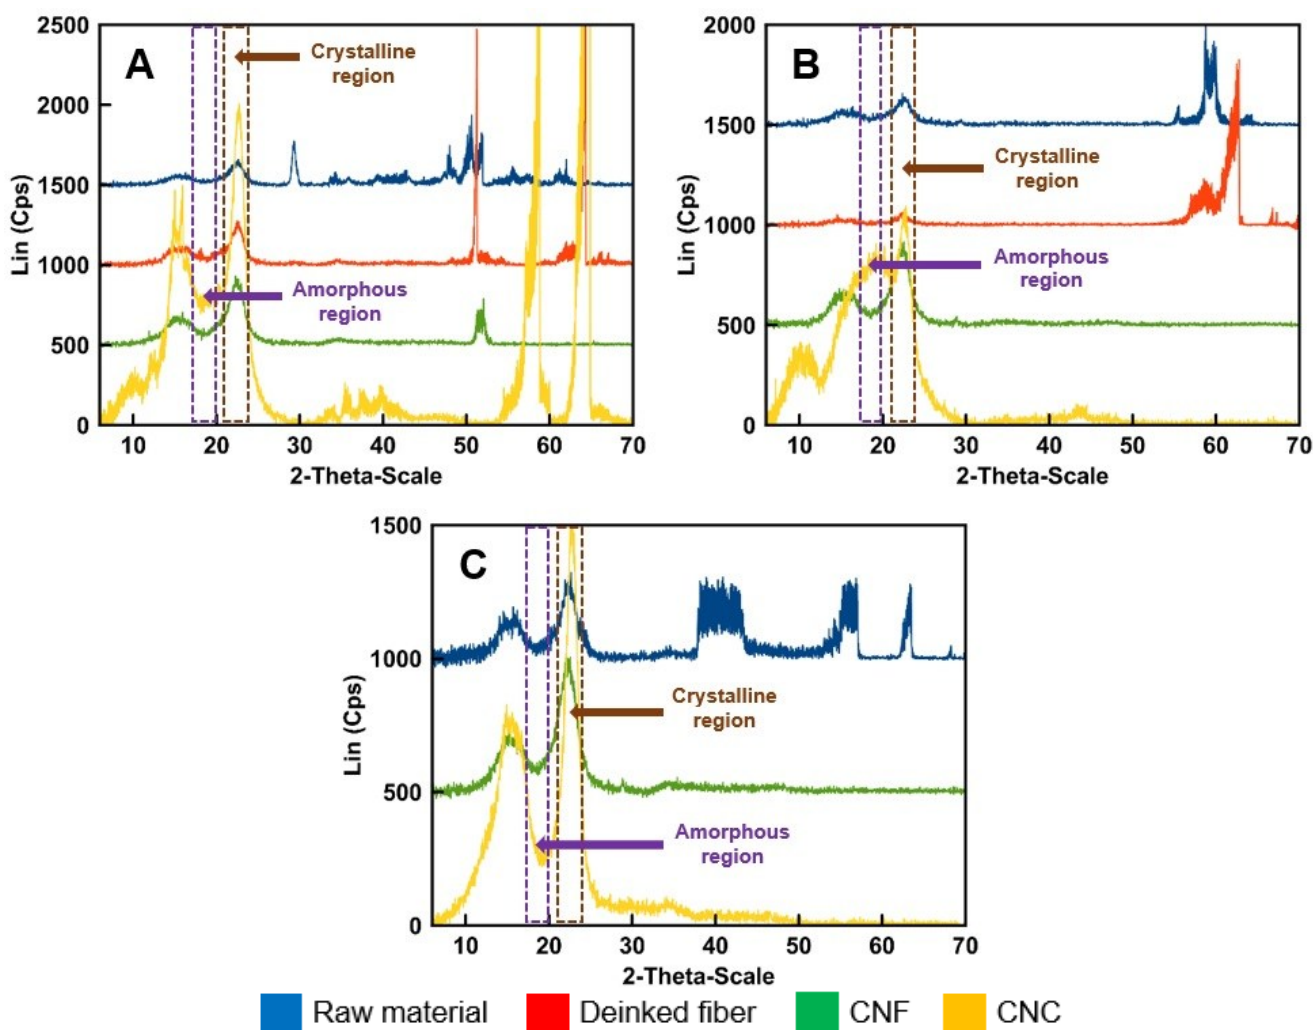 A
2500
2000
1500
1000
500
0
Lin (Cps)
Crystalline
region
Amorphous
region
10 20 30 40 50 60 70
2-Theta-Scale
B
2000
1500
1000
500
0
Lin (Cps)
Crystalline
region
Amorphous
region
10 20 30 40 50 60 70
2-Theta-Scale
C
1500
1000
500
0
Lin (Cps)
Crystalline
region
Amorphous
region
10 20 30 40 50 60 70
2-Theta-Scale
Raw material Deinked fiber CNF CNC